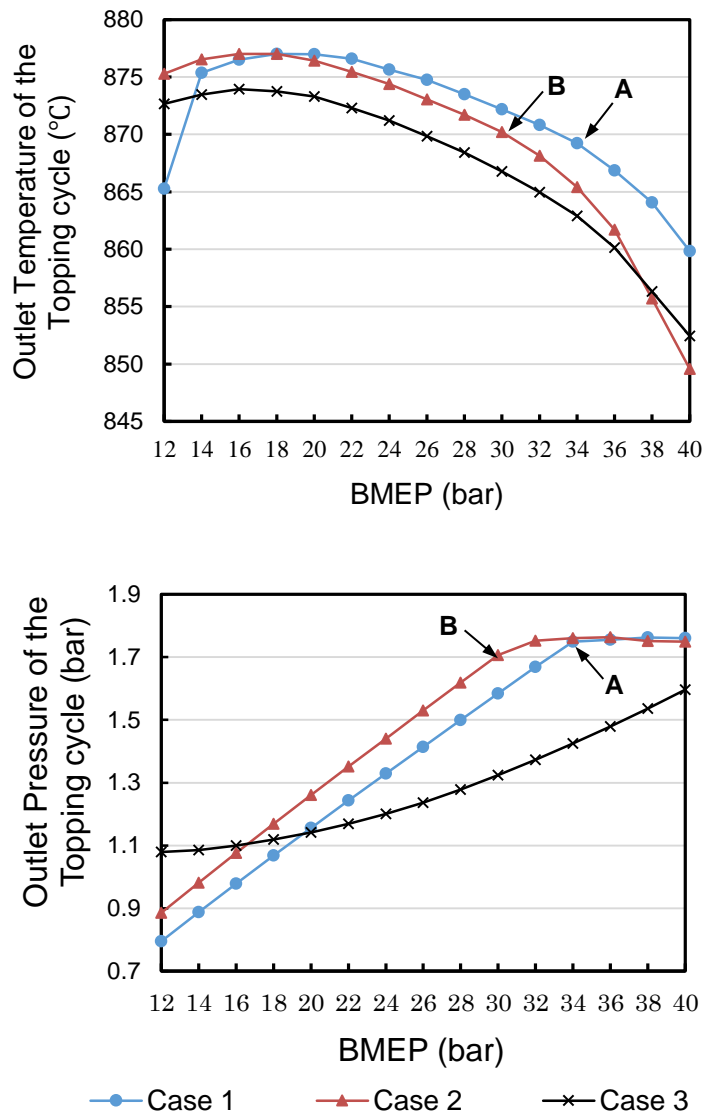 Outlet Temperature of the
Topping cycle (°C)
880
875
870
865
860
855
850
845
B
A
12 14 16 18 20 22 24 26 28 30 32 34 36 38 40
BMEP (bar)
Outlet Pressure of the
Topping cycle (bar)
1.9
1.7
1.5
1.3
1.1
0.9
0.7
B
A
12 14 16 18 20 22 24 26 28 30 32 34 36 38 40
BMEP (bar)
Case 1 Case 2 Case 3